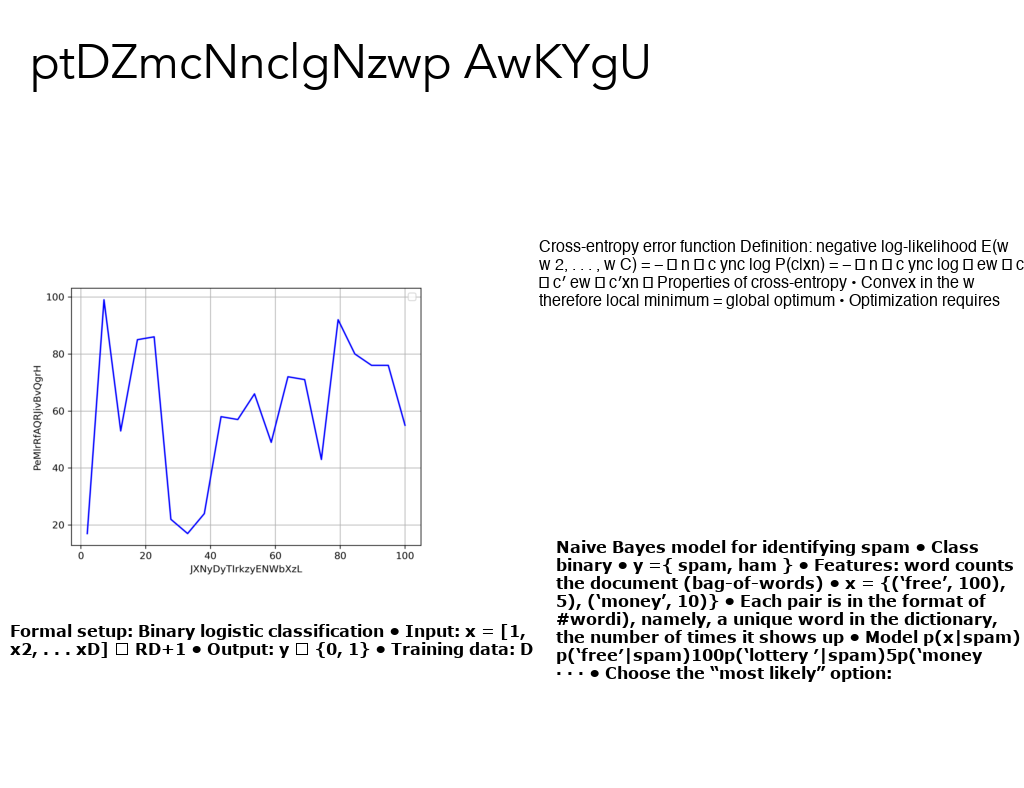 ptDZmcNnclgNzwp AwKYgU
Cross-entropy error function Definition: negative log-likelihood E(w
w 2, . . . , w C) = – □ n □ c ync log P(c|xn) = – □ n □ c ync log □ ew □ c
□ c′ ew □ c′xn □ Properties of cross-entropy • Convex in the w
therefore local minimum = global optimum • Optimization requires
100
80
60
40
20
PeMIrRfAQRJivBvQgrH
0 20 40 60 80 100
JXNyDyTIrkzyENWbXzL
Formal setup: Binary logistic classification • Input: x = [1,
x2, . . . xD] □ RD+1 • Output: y □ {0, 1} • Training data: D
Naive Bayes model for identifying spam • Class
binary • y ={ spam, ham } • Features: word counts
the document (bag-of-words) • x = {(‘free’, 100),
5), (‘money’, 10)} • Each pair is in the format of
#wordi), namely, a unique word in the dictionary,
the number of times it shows up • Model p(x|spam)
p(‘free’|spam)100p(‘lottery ’|spam)5p(‘money
· · · • Choose the “most likely” option: